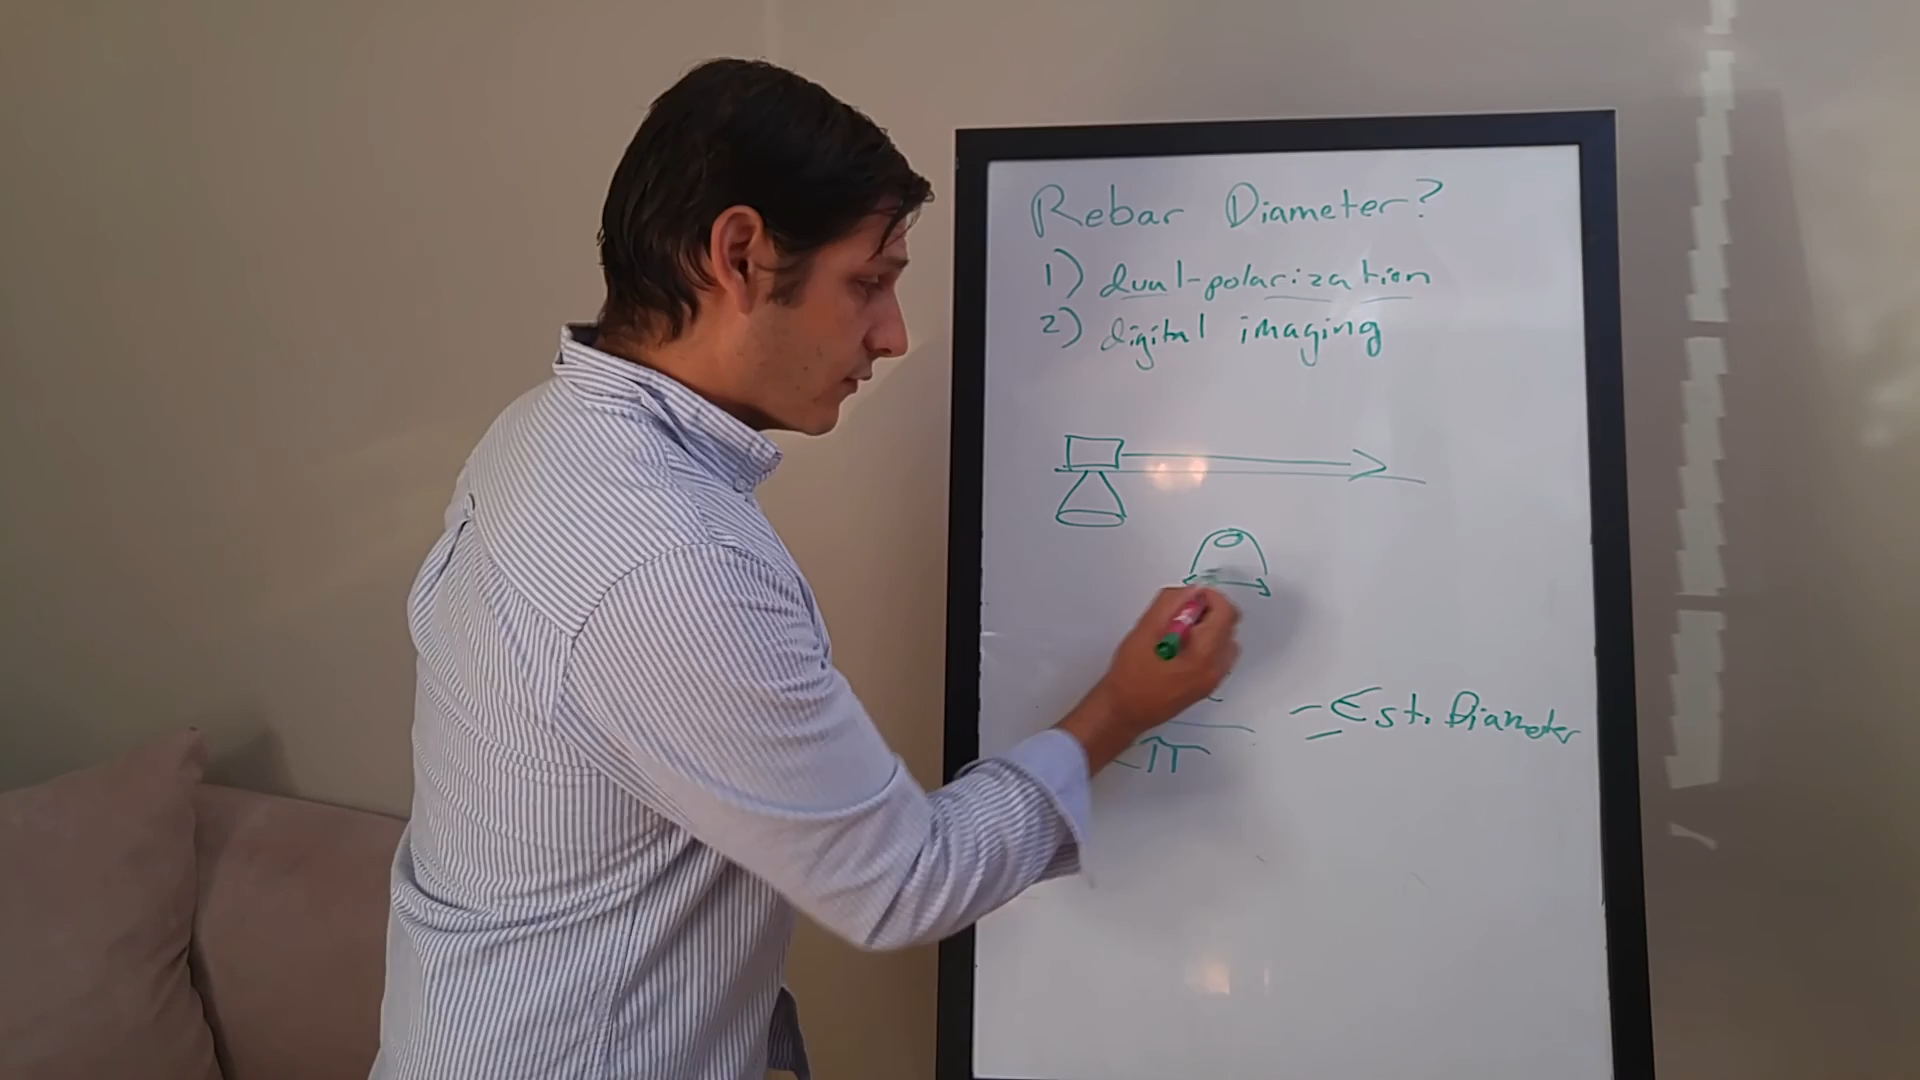 Rebar Diameter?
1) dual-polarization
2) digital imaging
= Est. Diameter
π